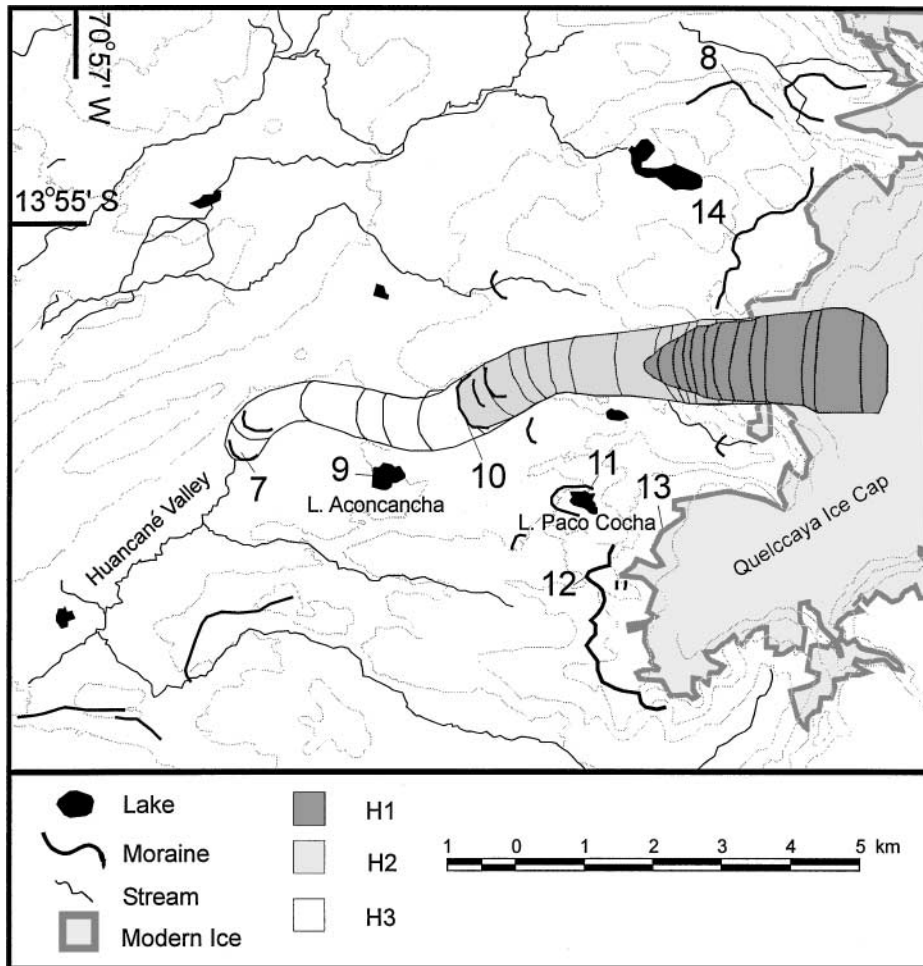 70°57' W
8
13°55' S
14
7
9
L. Aconcancha
10
11
L. Paco Cocha
13
12
Huancané Valley
Quelccaya Ice Cap
Lake
Moraine
Stream
Modern Ice
H1
H2
H3
1 0 1 2 3 4 5 km